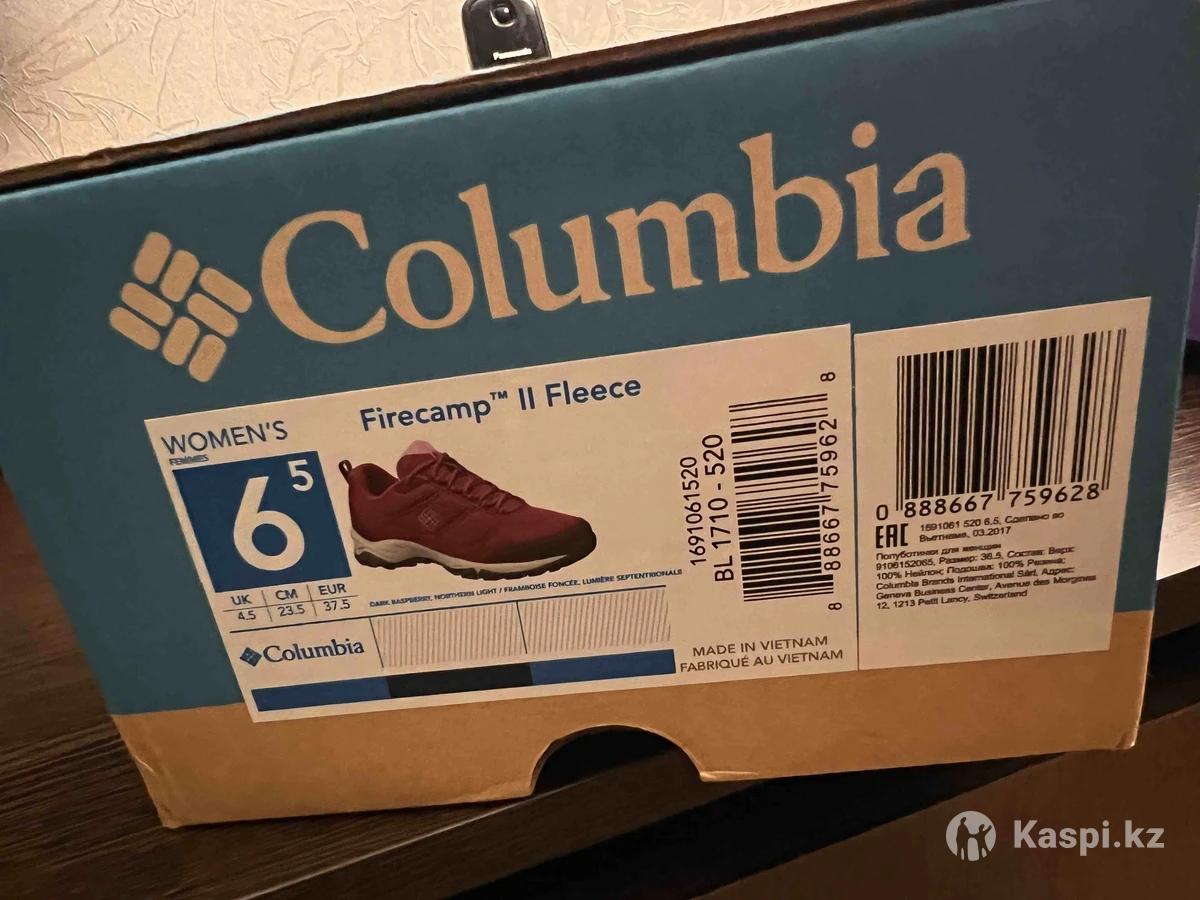 Panasonic
Columbia
WOMEN'S
FEMMES
6⁵
Firecamp™ II Fleece
UK CM EUR
4.5 23.5 37.5
DARK RASPBERRY, NORTHERN LIGHT / FRAMBOISE FONCÉE, LUMIÈRE SEPTENTRIONALE
Columbia
1691061520
BL 1710 - 520
8 88667 75962 8
MADE IN VIETNAM
FABRIQUÉ AU VIETNAM
0 888667 759628
EAC
1691061 520 6.5, Сделано во
Вьетнаме, 03.2017
Полуботинки для женщин
9106152065, Размер: 36.5, Состав: Верх:
100% Нейлон; Подошва: 100% Резина;
Columbia Brands International Sàrl, Адрес:
Geneva Business Center, Avenue des Morgines
12, 1213 Petit Lancy, Switzerland
Kaspi.kz